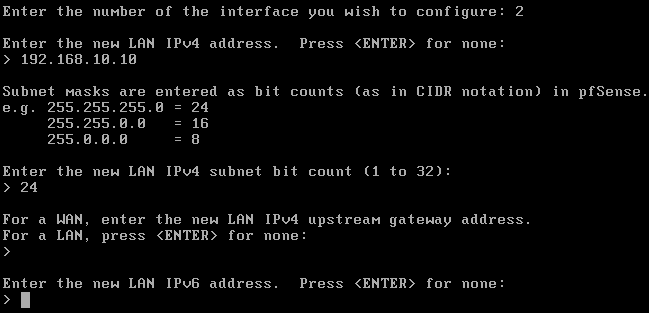 Enter the number of the interface you wish to configure: 2
Enter the new LAN IPv4 address.  Press <ENTER> for none:
> 192.168.10.10
Subnet masks are entered as bit counts (as in CIDR notation) in pfSense.
e.g. 255.255.255.0 = 24
     255.255.0.0   = 16
     255.0.0.0     = 8
Enter the new LAN IPv4 subnet bit count (1 to 32):
> 24
For a WAN, enter the new LAN IPv4 upstream gateway address.
For a LAN, press <ENTER> for none:
>
Enter the new LAN IPv6 address.  Press <ENTER> for none:
>